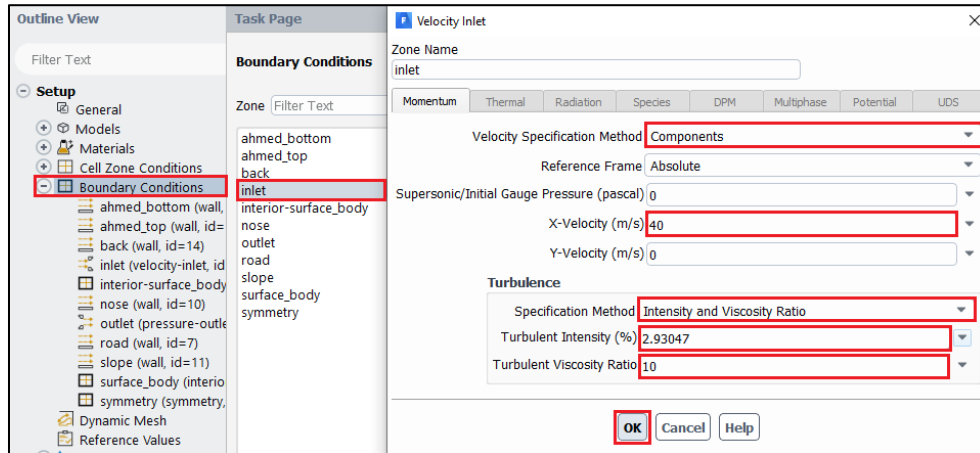 Outline View
Filter Text
Setup
General
Models
Materials
Cell Zone Conditions
Boundary Conditions
ahmed_bottom (wall,
ahmed_top (wall, id=
back (wall, id=14)
inlet (velocity-inlet, id
interior-surface_body
nose (wall, id=10)
outlet (pressure-outle
road (wall, id=7)
slope (wall, id=11)
surface_body (interio
symmetry (symmetry,
Dynamic Mesh
Reference Values
Task Page
Boundary Conditions
Zone Filter Text
ahmed_bottom
ahmed_top
back
inlet
interior-surface_body
nose
outlet
road
slope
surface_body
symmetry
Velocity Inlet
Zone Name
inlet
Momentum Thermal Radiation Species DPM Multiphase Potential UDS
Velocity Specification Method Components
Reference Frame Absolute
Supersonic/Initial Gauge Pressure (pascal) 0
X-Velocity (m/s) 40
Y-Velocity (m/s) 0
Turbulence
Specification Method Intensity and Viscosity Ratio
Turbulent Intensity (%) 2.93047
Turbulent Viscosity Ratio 10
OK Cancel Help